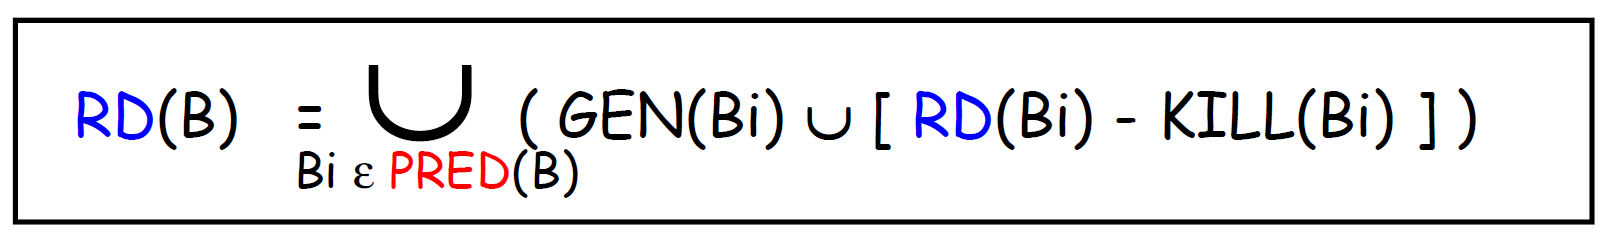 RD(B) = ∪ ( GEN(Bi) ∪ [ RD(Bi) - KILL(Bi) ] )
Bi ε PRED(B)